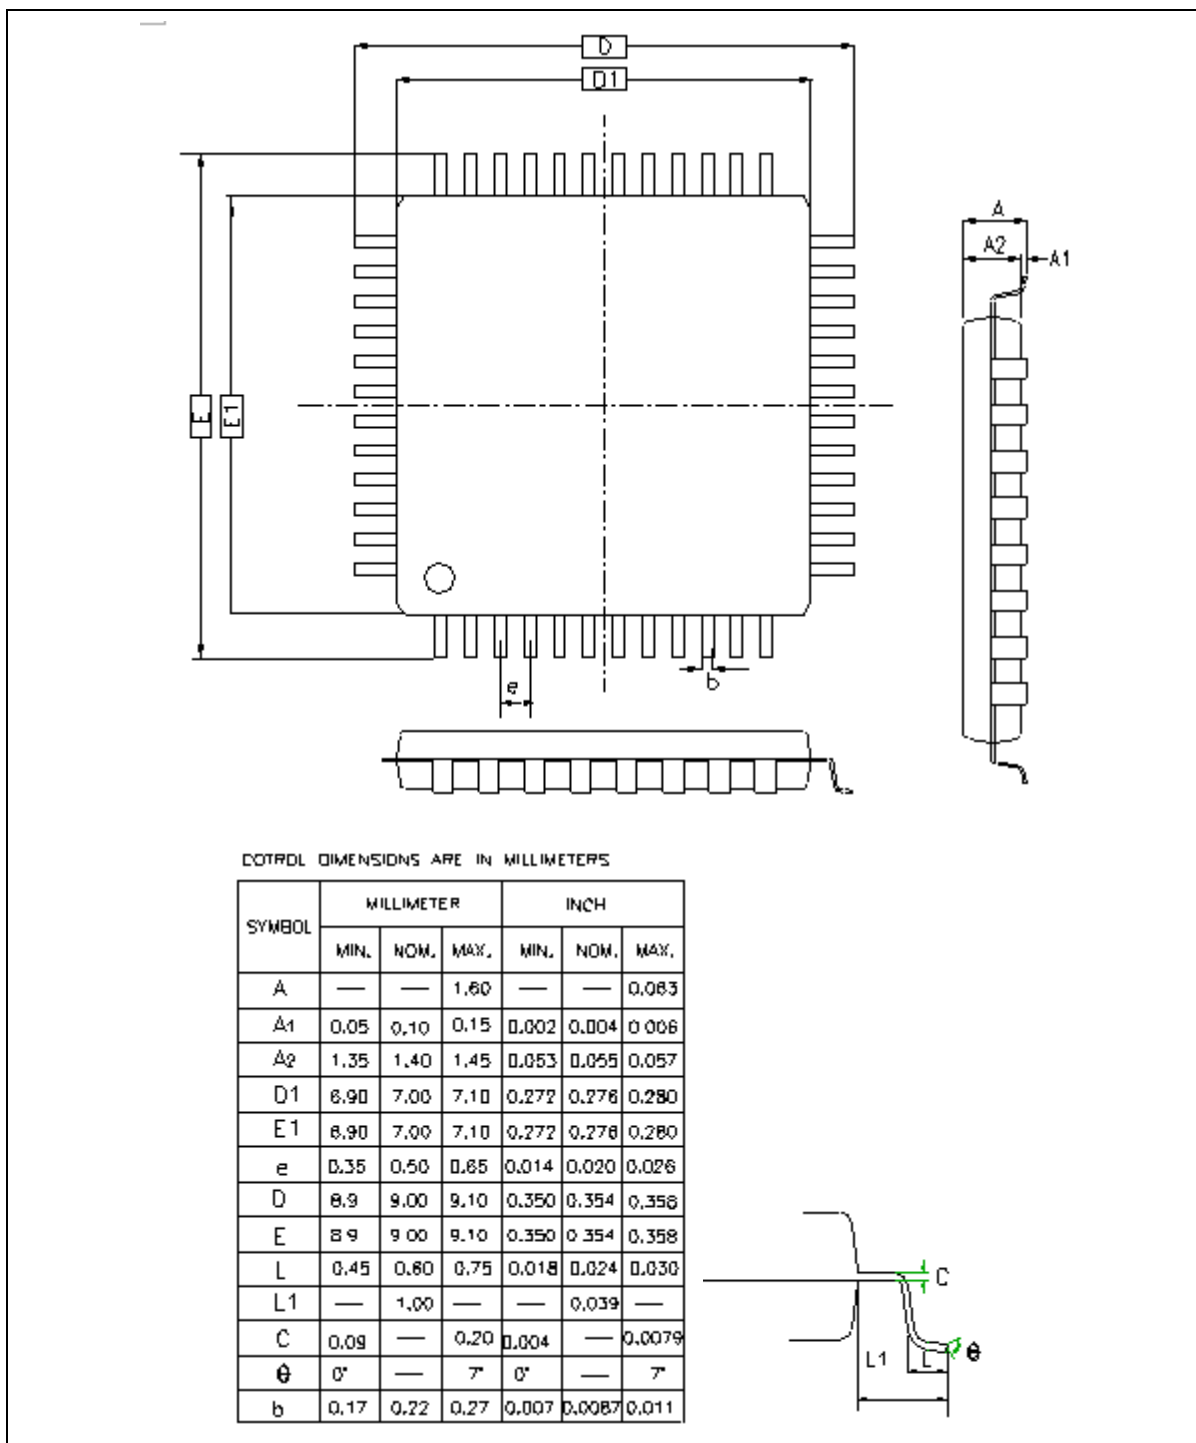 D
D1
A
A2
A1
E
E1
e
b
COTROL DIMENSIONS ARE IN MILLIMETERS
SYMBOL MILLIMETER INCH
MIN. NOM. MAX. MIN. NOM. MAX.
A — — 1.60 — — 0.063
A1 0.05 0.10 0.15 0.002 0.004 0.006
A2 1.35 1.40 1.45 0.053 0.055 0.057
D1 6.90 7.00 7.10 0.272 0.276 0.280
E1 6.90 7.00 7.10 0.272 0.276 0.280
e 0.35 0.50 0.65 0.014 0.020 0.026
D 8.9 9.00 9.10 0.350 0.354 0.358
E 8.9 9.00 9.10 0.350 0.354 0.358
L 0.45 0.60 0.75 0.018 0.024 0.030
L1 — 1.00 — — 0.039 —
C 0.09 — 0.20 0.004 — 0.0079
θ 0° — 7° 0° — 7°
b 0.17 0.22 0.27 0.007 0.0087 0.011
C
L1
L
θ